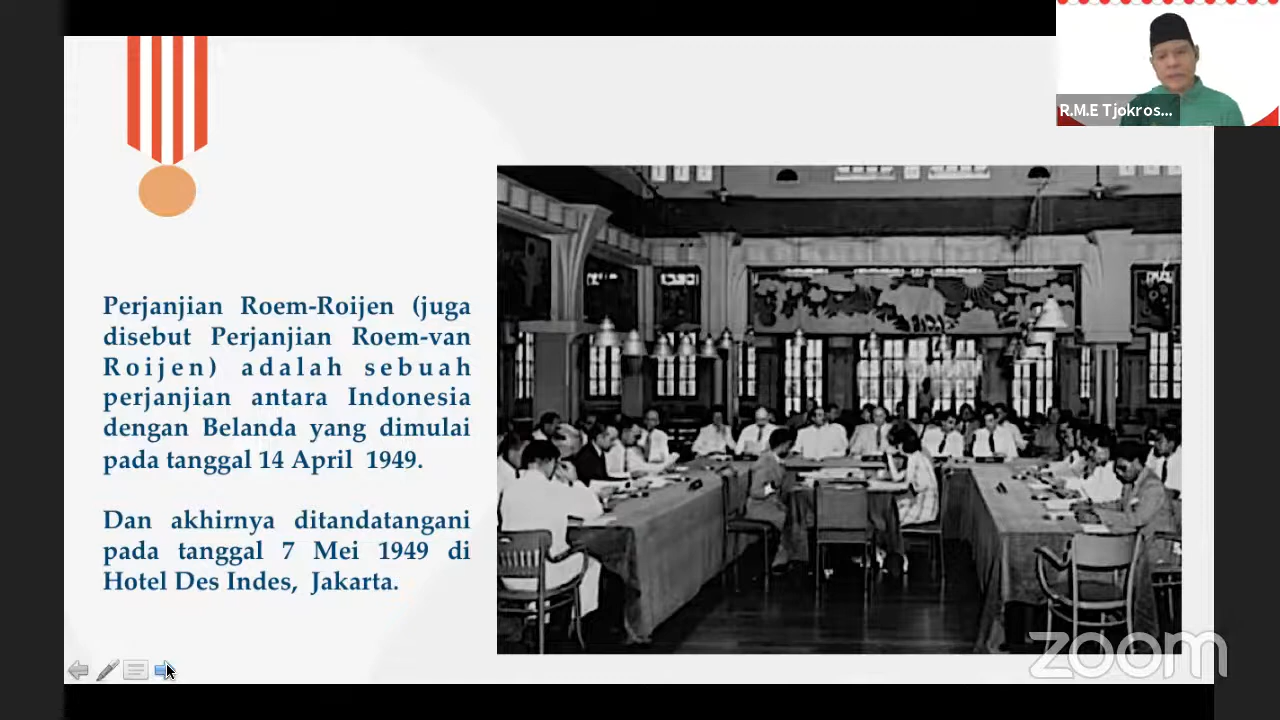 R.M.E Tjokros...
Perjanjian Roem-Roijen (juga
disebut Perjanjian Roem-van
Roijen) adalah sebuah
perjanjian antara Indonesia
dengan Belanda yang dimulai
pada tanggal 14 April 1949.
Dan akhirnya ditandatangani
pada tanggal 7 Mei 1949 di
Hotel Des Indes, Jakarta.
zoom